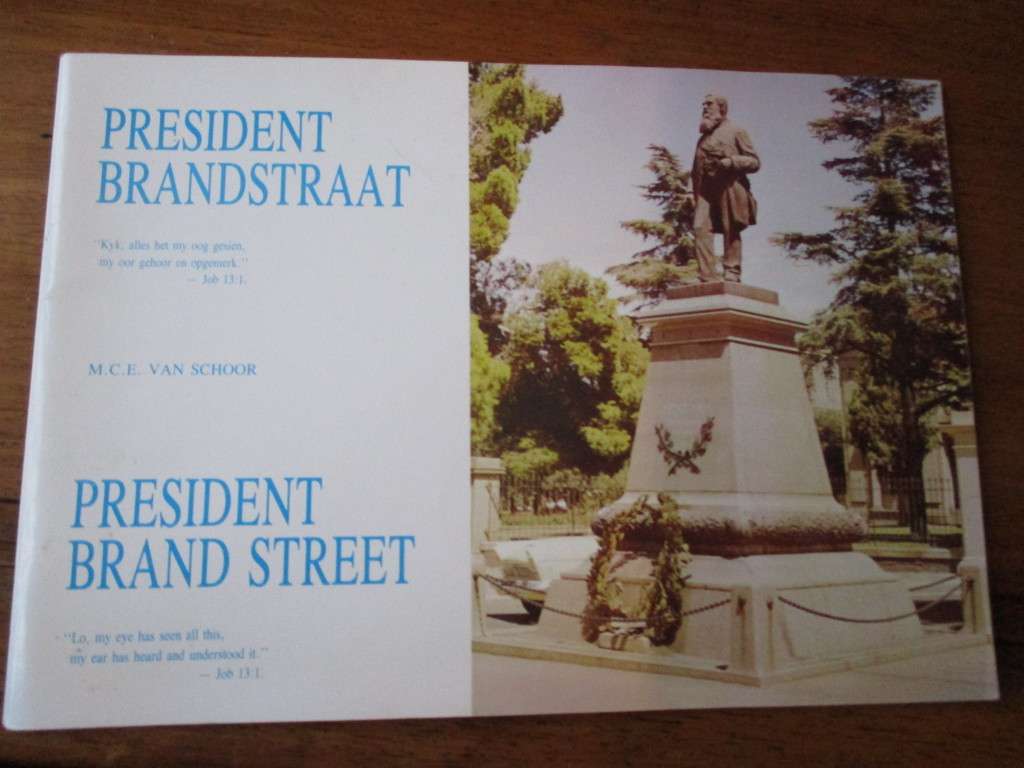 PRESIDENT
BRANDSTRAAT
"Kyk, alles het my oog gesien,
my oor gehoor en opgemerk."
— Job 13:1.
M.C.E. VAN SCHOOR
PRESIDENT
BRAND STREET
"Lo, my eye has seen all this,
my ear has heard and understood it."
— Job 13:1.